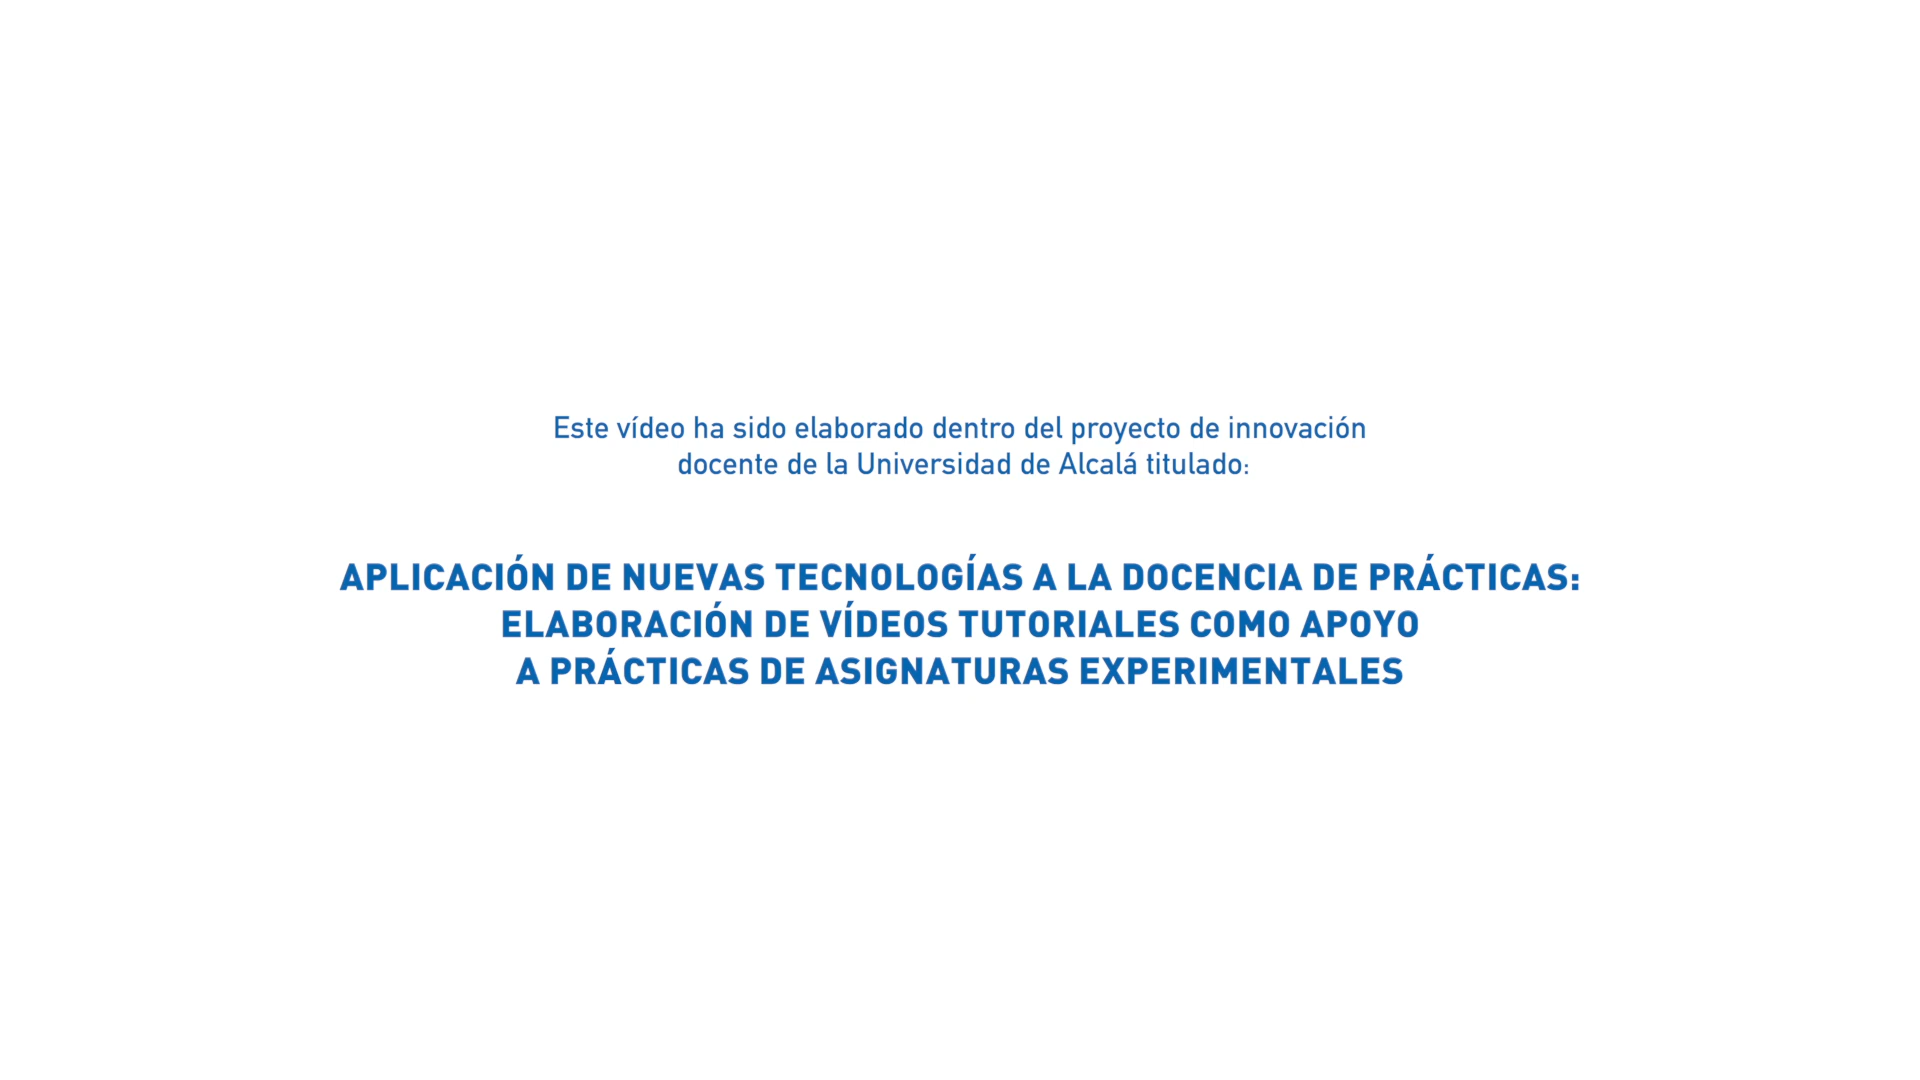 Este vídeo ha sido elaborado dentro del proyecto de innovación
docente de la Universidad de Alcalá titulado:
APLICACIÓN DE NUEVAS TECNOLOGÍAS A LA DOCENCIA DE PRÁCTICAS:
ELABORACIÓN DE VÍDEOS TUTORIALES COMO APOYO
A PRÁCTICAS DE ASIGNATURAS EXPERIMENTALES